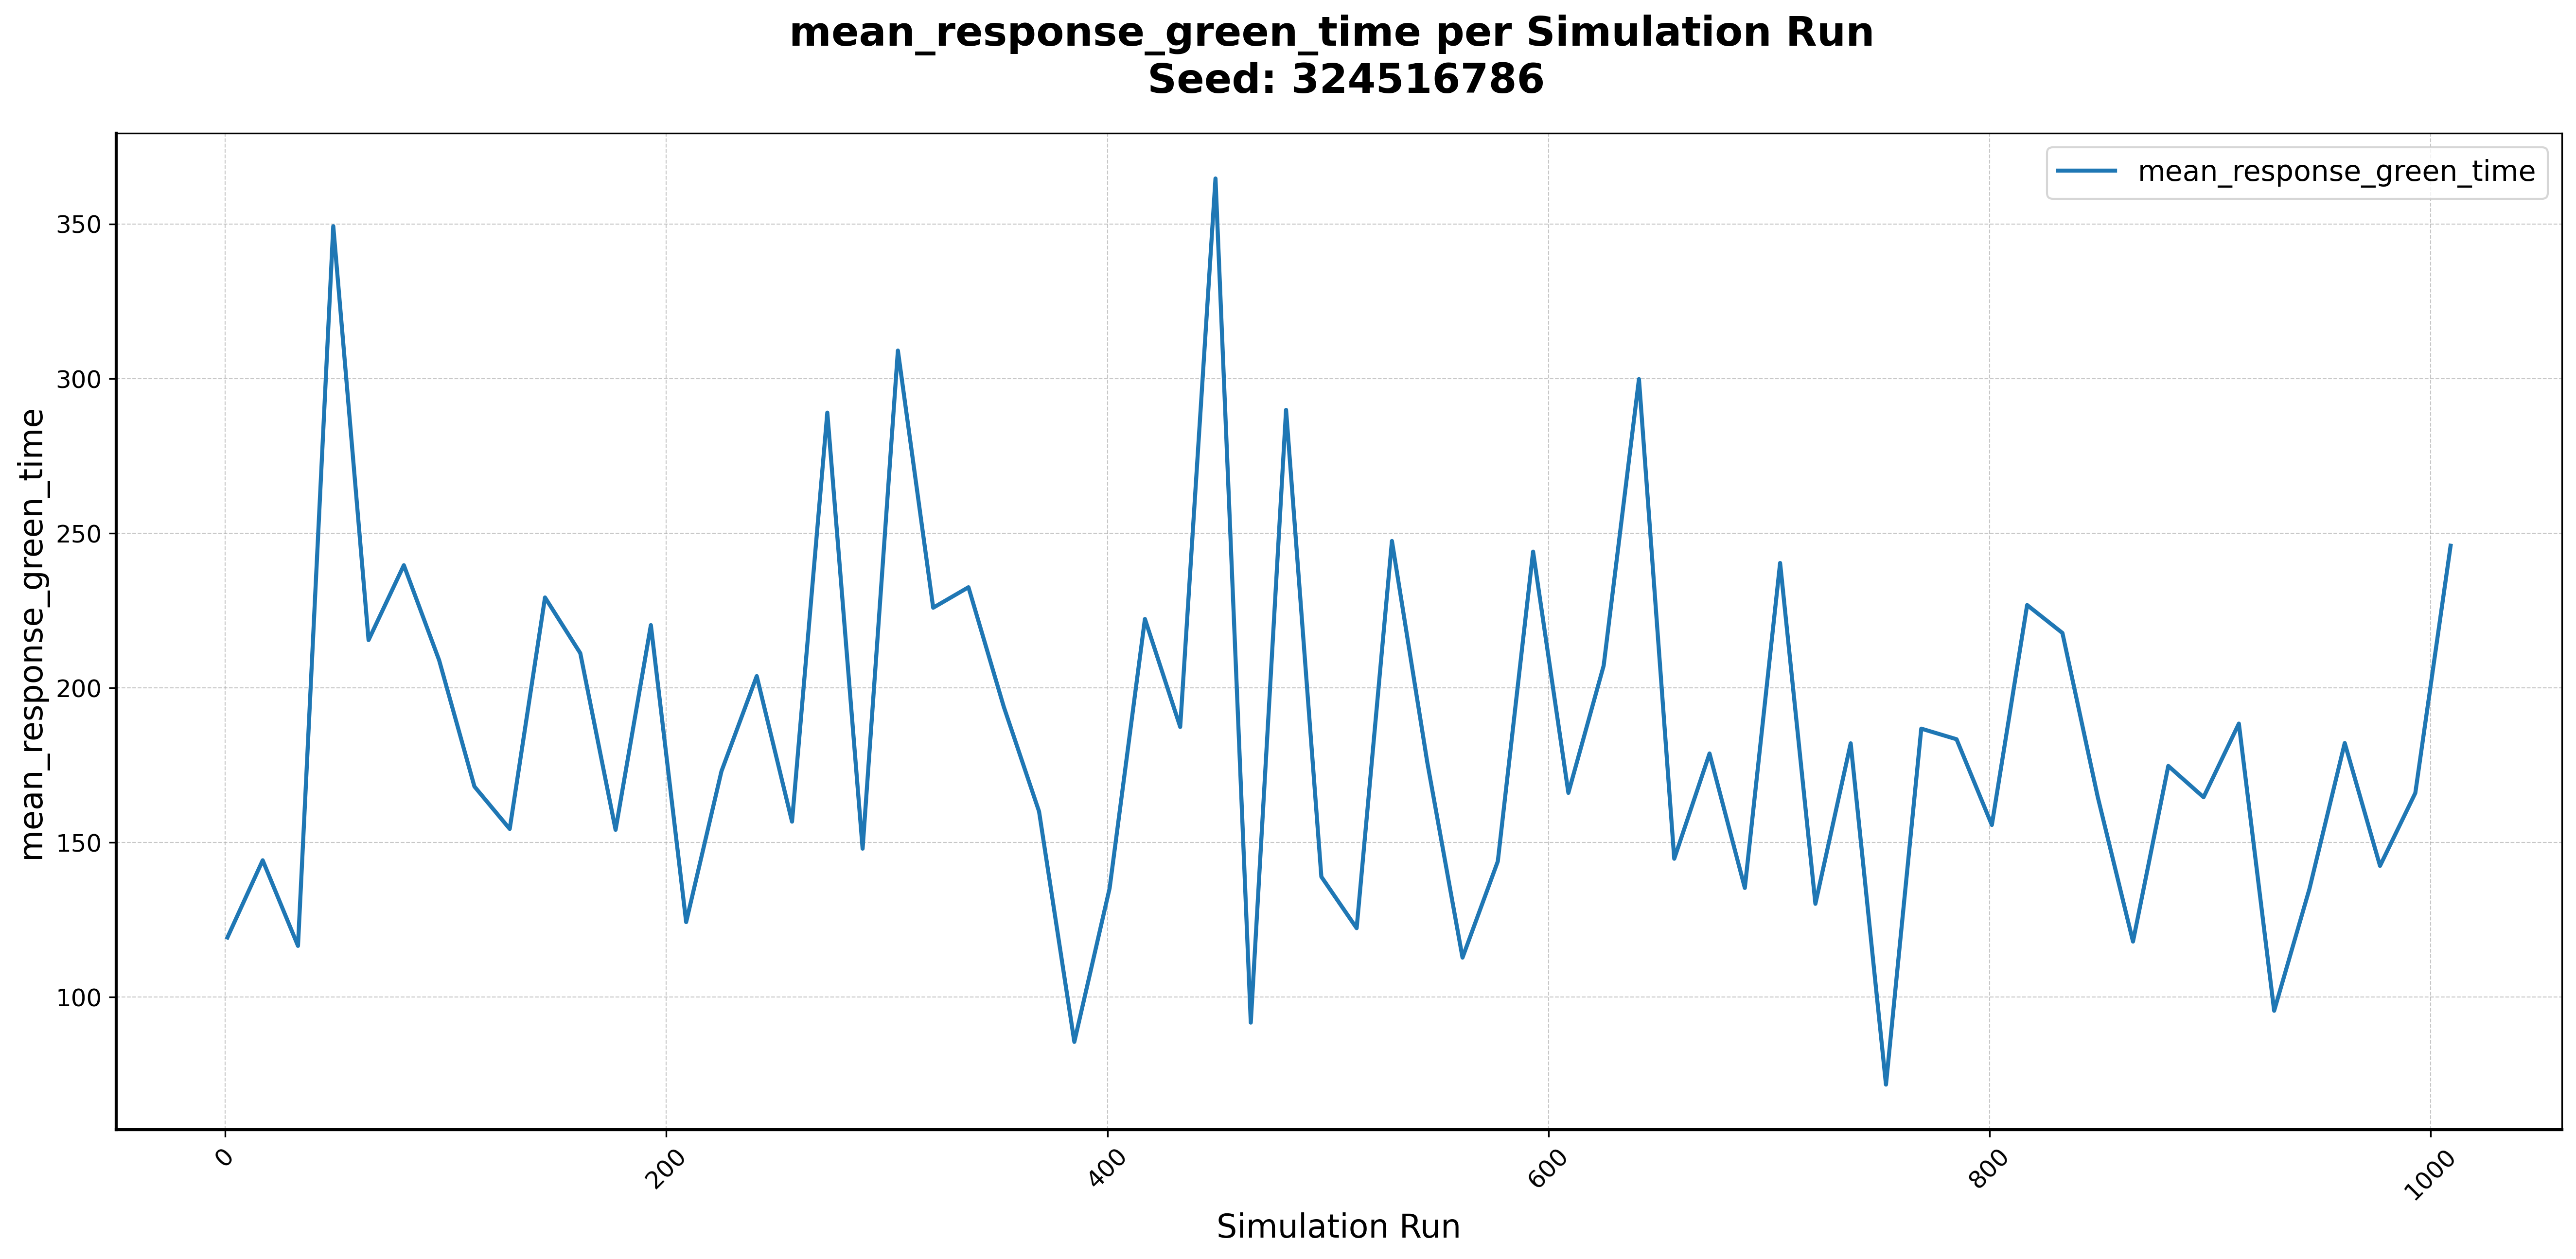 mean_response_green_time per Simulation Run
Seed: 324516786
mean_response_green_time
mean_response_green_time
350
300
250
200
150
100
0
200
400
600
800
1000
Simulation Run